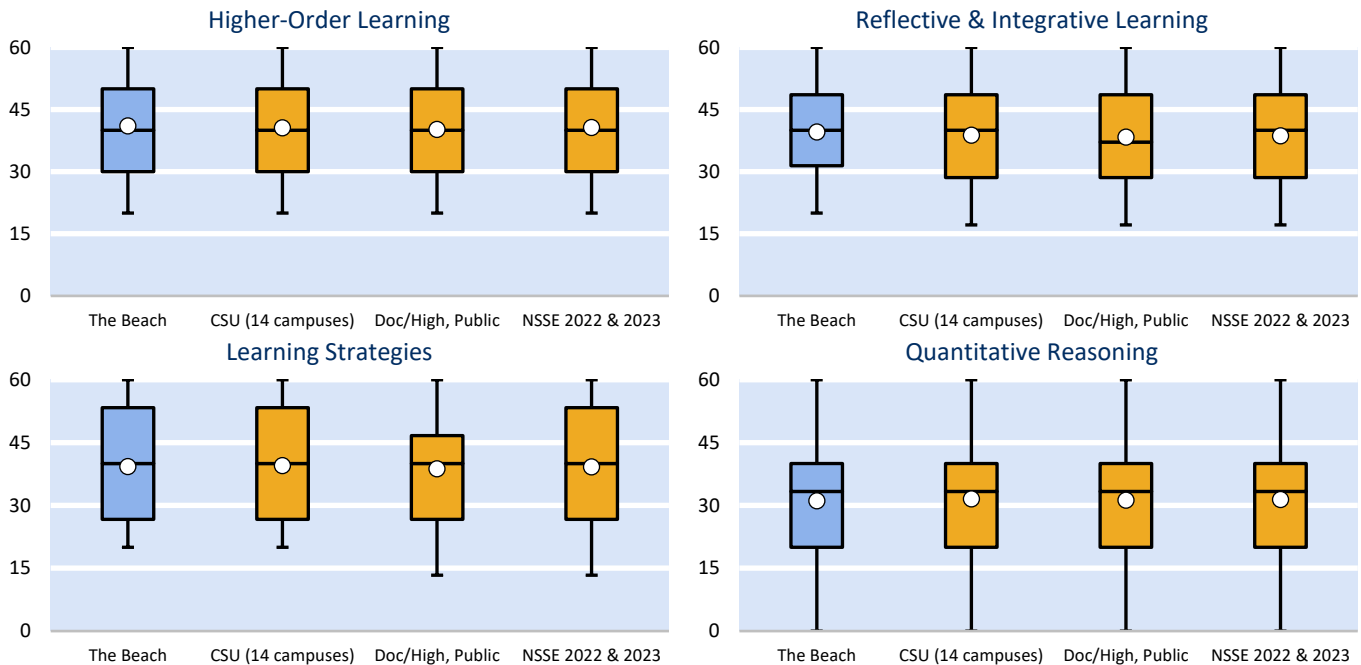 Higher-Order Learning
60
45
30
15
0
The Beach CSU (14 campuses) Doc/High, Public NSSE 2022 & 2023
Reflective & Integrative Learning
60
45
30
15
0
The Beach CSU (14 campuses) Doc/High, Public NSSE 2022 & 2023
Learning Strategies
60
45
30
15
0
The Beach CSU (14 campuses) Doc/High, Public NSSE 2022 & 2023
Quantitative Reasoning
60
45
30
15
0
The Beach CSU (14 campuses) Doc/High, Public NSSE 2022 & 2023